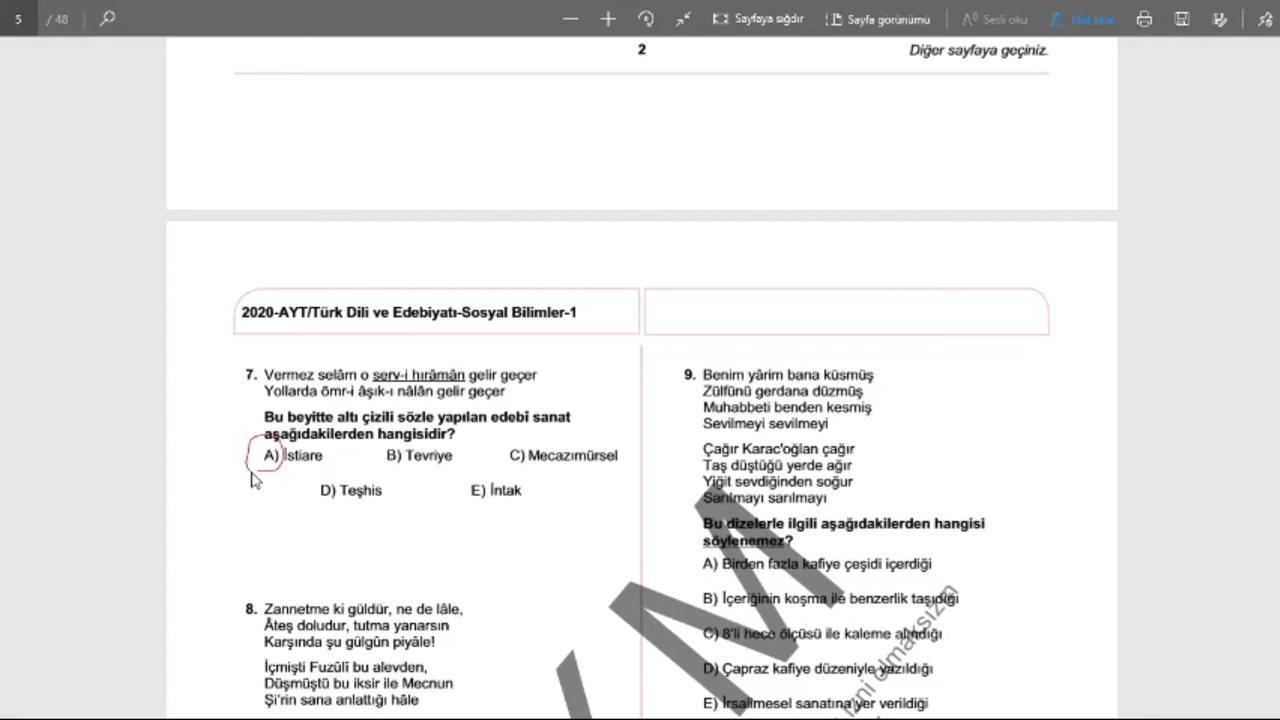 5 / 48 Sayfaya sığdır Sayfa görünümü Sesli oku Not ekle
2 Diğer sayfaya geçiniz.
2020-AYT/Türk Dili ve Edebiyatı-Sosyal Bilimler-1
7. Vermez selâm o serv-i hırâmân gelir geçer
Yollarda ömr-i âşık-ı nâlân gelir geçer
Bu beyitte altı çizili sözle yapılan edebî sanat
aşağıdakilerden hangisidir?
A) İstiare B) Tevriye C) Mecazımürsel
D) Teşhis E) İntak
8. Zannetme ki güldür, ne de lâle,
Âteş doludur, tutma yanarsın
Karşında şu gülgûn piyâle!
İçmişti Fuzûlî bu alevden,
Düşmüştü bu iksir ile Mecnun
Şi'rin sana anlattığı hâle
9. Benim yârim bana küsmüş
Zülfünü gerdana düzmüş
Muhabbeti benden kesmiş
Sevilmeyi sevilmeyi
Çağır Karac'oğlan çağır
Taş düştüğü yerde ağır
Yiğit sevdiğinden soğur
Sarılmayı sarılmayı
Bu dizelerle ilgili aşağıdakilerden hangisi
söylenemez?
A) Birden fazla kafiye çeşidi içerdiği
B) İçeriğinin koşma ile benzerlik taşıdığı
C) 8'li hece ölçüsü ile kaleme alındığı
D) Çapraz kafiye düzeniyle yazıldığı
E) İrsalimesel sanatına yer verildiği
YM
izni olmaksızın